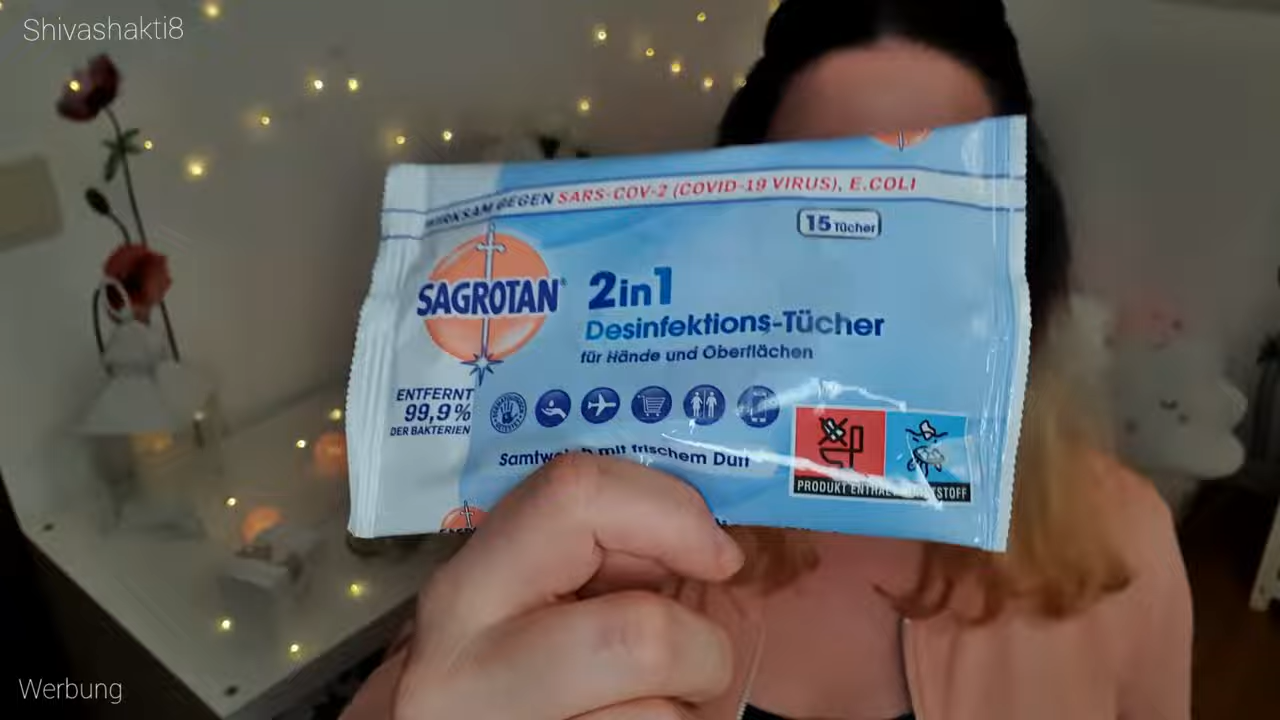 Shivashakti8
WIRKSAM GEGEN SARS-COV-2 (COVID-19 VIRUS), E.COLI
15 Tücher
SAGROTAN®
2in1
Desinfektions-Tücher
für Hände und Oberflächen
ENTFERNT
99,9%
DER BAKTERIEN
mit frischem Duft
PRODUKT
Werbung